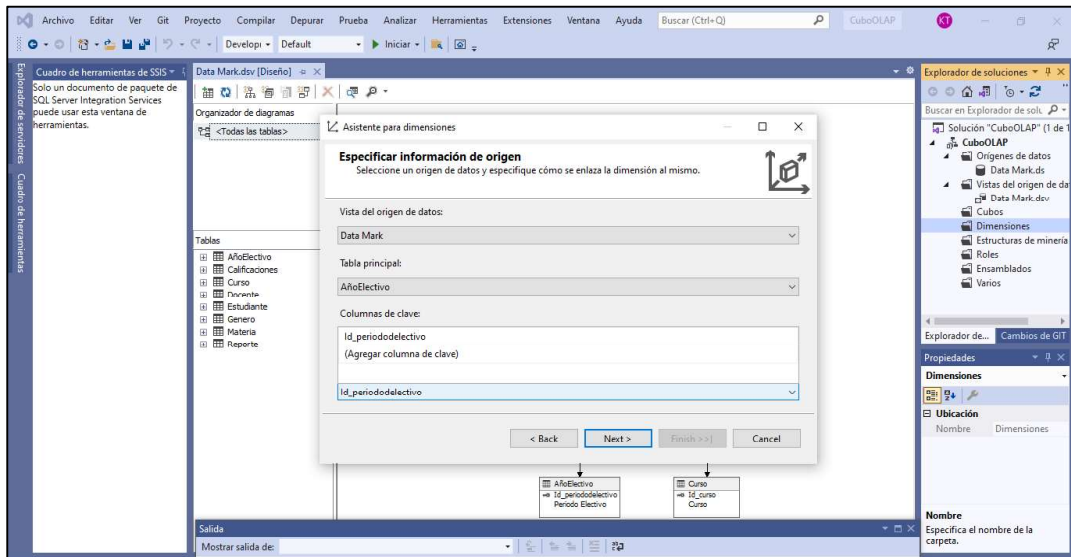 Archivo Editar Ver Git Proyecto Compilar Depurar Prueba Analizar Herramientas Extensiones Ventana Ayuda Buscar (Ctrl+Q) CuboOLAP KT
Develop Default Iniciar
Explorador de servidores
Cuadro de herramientas
Cuadro de herramientas de SSIS
Solo un documento de paquete de
SQL Server Integration Services
puede usar esta ventana de
herramientas.
Data Mark.dsv [Diseño]
Organizador de diagramas
<Todas las tablas>
Tablas
AñoElectivo
Calificaciones
Curso
Docente
Estudiante
Genero
Materia
Reporte
Asistente para dimensiones
Especificar información de origen
Seleccione un origen de datos y especifique cómo se enlaza la dimensión al mismo.
Vista del origen de datos:
Data Mark
Tabla principal:
AñoElectivo
Columnas de clave:
Id_periododelectivo
(Agregar columna de clave)
Id_periododelectivo
< Back Next > Finish >>| Cancel
AñoElectivo
Id_periododelectivo
Periodo Electivo
Curso
Id_curso
Curso
Salida
Mostrar salida de:
Explorador de soluciones
Buscar en Explorador de solu
Solución "CuboOLAP" (1 de 1
CuboOLAP
Orígenes de datos
Data Mark.ds
Vistas del origen de da
Data Mark.dsv
Cubos
Dimensiones
Estructuras de minería
Roles
Ensamblados
Varios
Explorador de... Cambios de GIT
Propiedades
Dimensiones
Ubicación
Nombre Dimensiones
Nombre
Especifica el nombre de la
carpeta.